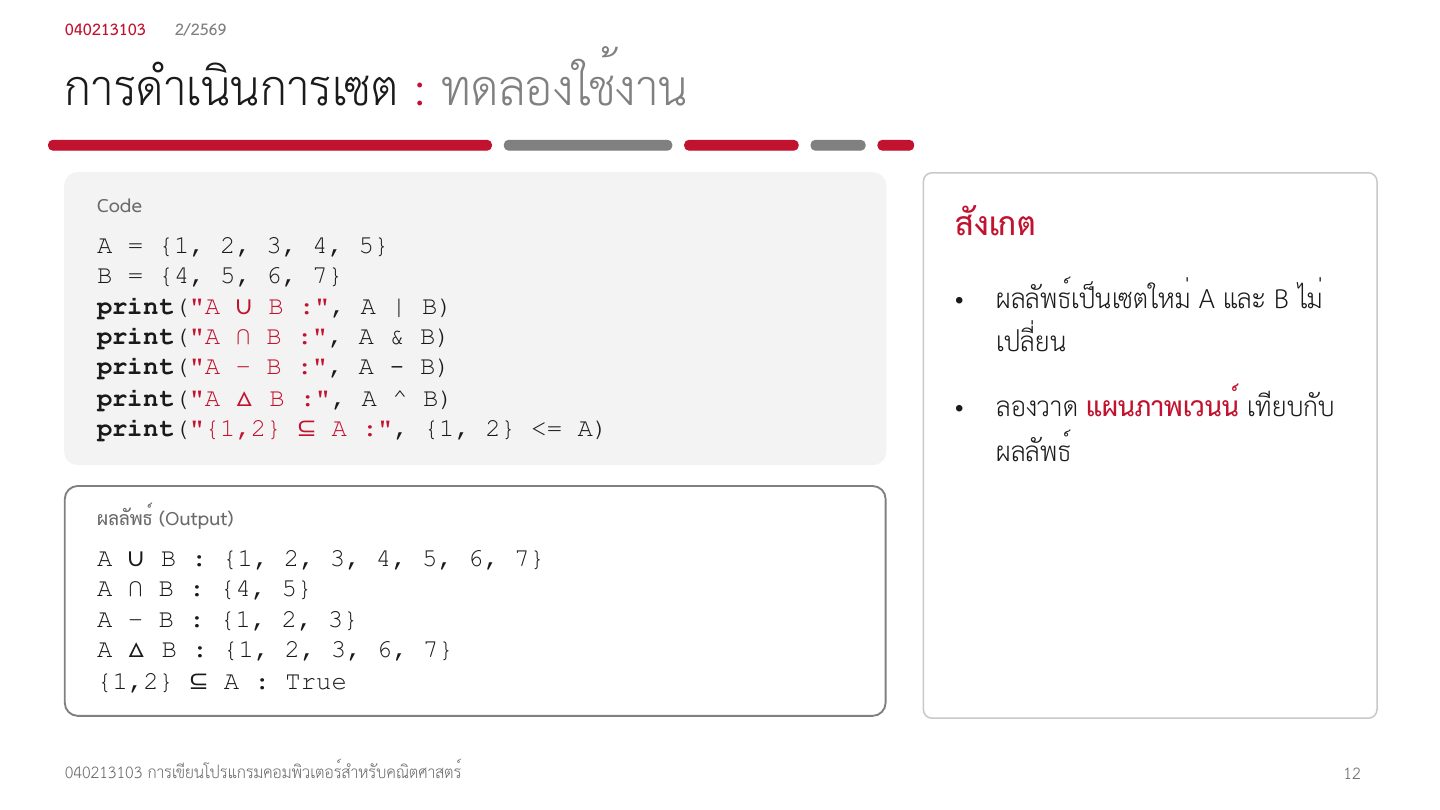 040213103 2/2569
การดำเนินการเซต : ทดลองใช้งาน
Code
A = {1, 2, 3, 4, 5}
B = {4, 5, 6, 7}
print("A ∪ B :", A | B)
print("A ∩ B :", A & B)
print("A − B :", A - B)
print("A △ B :", A ^ B)
print("{1,2} ⊆ A :", {1, 2} <= A)
ผลลัพธ์ (Output)
A ∪ B : {1, 2, 3, 4, 5, 6, 7}
A ∩ B : {4, 5}
A − B : {1, 2, 3}
A △ B : {1, 2, 3, 6, 7}
{1,2} ⊆ A : True
สังเกต
• ผลลัพธ์เป็นเซตใหม่ A และ B ไม่
เปลี่ยน
• ลองวาด แผนภาพเวนน์ เทียบกับ
ผลลัพธ์
040213103 การเขียนโปรแกรมคอมพิวเตอร์สำหรับคณิตศาสตร์
12